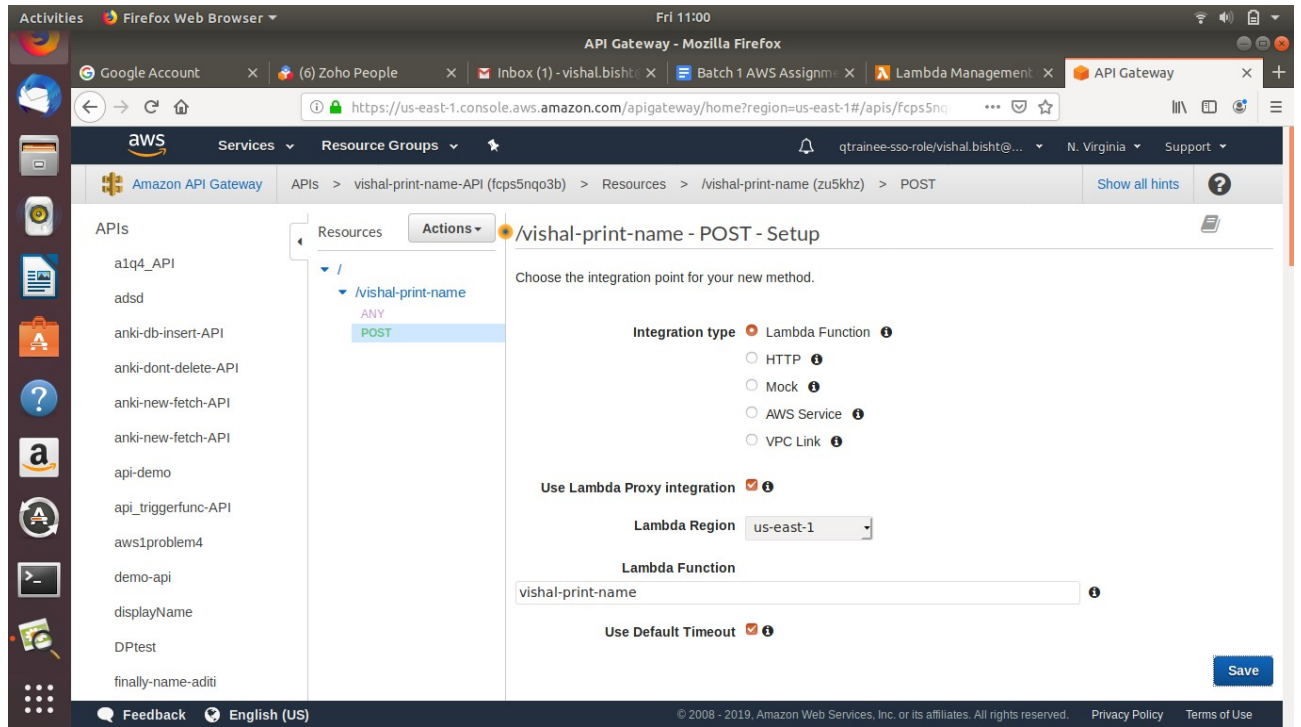 Activities Firefox Web Browser Fri 11:00
API Gateway - Mozilla Firefox
Google Account (6) Zoho People Inbox (1) - vishal.bisht Batch 1 AWS Assignme Lambda Management API Gateway
https://us-east-1.console.aws.amazon.com/apigateway/home?region=us-east-1#/apis/fcps5nq
aws Services Resource Groups qtrainee-sso-role/vishal.bisht@... N. Virginia Support
Amazon API Gateway APIs > vishal-print-name-API (fcps5nqo3b) > Resources > /vishal-print-name (zu5khz) > POST Show all hints ?
APIs
a1q4_API
adsd
anki-db-insert-API
anki-dont-delete-API
anki-new-fetch-API
anki-new-fetch-API
api-demo
api_triggerfunc-API
aws1problem4
demo-api
displayName
DPtest
finally-name-aditi
Resources Actions
/
/vishal-print-name
ANY
POST
/vishal-print-name - POST - Setup
Choose the integration point for your new method.
Integration type Lambda Function
HTTP
Mock
AWS Service
VPC Link
Use Lambda Proxy integration
Lambda Region us-east-1
Lambda Function
vishal-print-name
Use Default Timeout
Save
Feedback English (US) © 2008 - 2019, Amazon Web Services, Inc. or its affiliates. All rights reserved. Privacy Policy Terms of Use